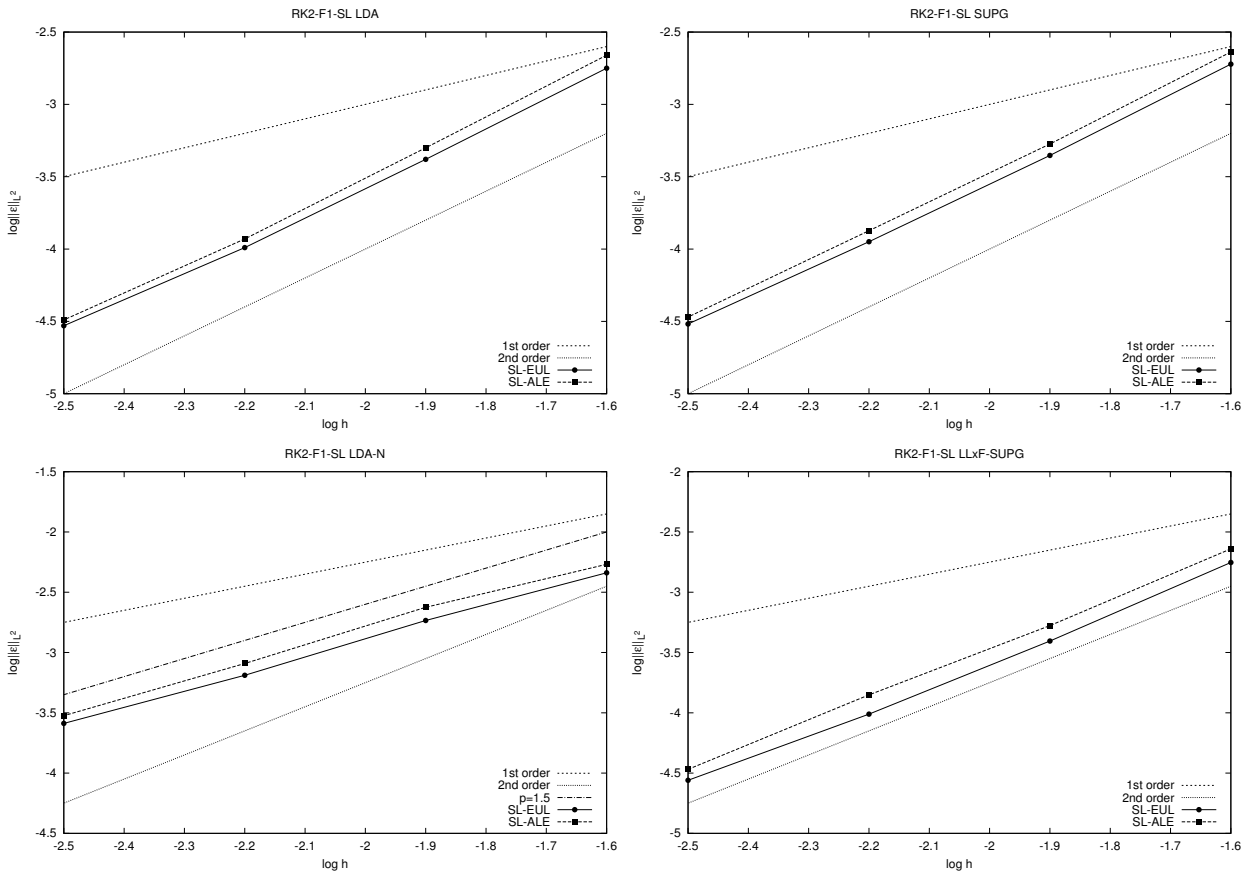 RK2-F1-SL LDA
log||ε||L²
-2.5
-3
-3.5
-4
-4.5
-5
-2.5 -2.4 -2.3 -2.2 -2.1 -2 -1.9 -1.8 -1.7 -1.6
log h
1st order
2nd order
SL-EUL
SL-ALE
RK2-F1-SL SUPG
log||ε||L²
-2.5
-3
-3.5
-4
-4.5
-5
-2.5 -2.4 -2.3 -2.2 -2.1 -2 -1.9 -1.8 -1.7 -1.6
log h
1st order
2nd order
SL-EUL
SL-ALE
RK2-F1-SL LDA-N
log||ε||L²
-1.5
-2
-2.5
-3
-3.5
-4
-4.5
-2.5 -2.4 -2.3 -2.2 -2.1 -2 -1.9 -1.8 -1.7 -1.6
log h
1st order
2nd order
p=1.5
SL-EUL
SL-ALE
RK2-F1-SL LLxF-SUPG
log||ε||L²
-2
-2.5
-3
-3.5
-4
-4.5
-5
-2.5 -2.4 -2.3 -2.2 -2.1 -2 -1.9 -1.8 -1.7 -1.6
log h
1st order
2nd order
SL-EUL
SL-ALE